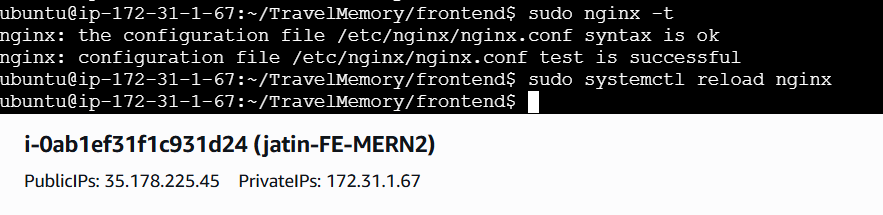 ubuntu@ip-172-31-1-67:~/TravelMemory/frontend$ sudo nginx -t
nginx: the configuration file /etc/nginx/nginx.conf syntax is ok
nginx: configuration file /etc/nginx/nginx.conf test is successful
ubuntu@ip-172-31-1-67:~/TravelMemory/frontend$ sudo systemctl reload nginx
ubuntu@ip-172-31-1-67:~/TravelMemory/frontend$
i-0ab1ef31f1c931d24 (jatin-FE-MERN2)
PublicIPs: 35.178.225.45 PrivateIPs: 172.31.1.67